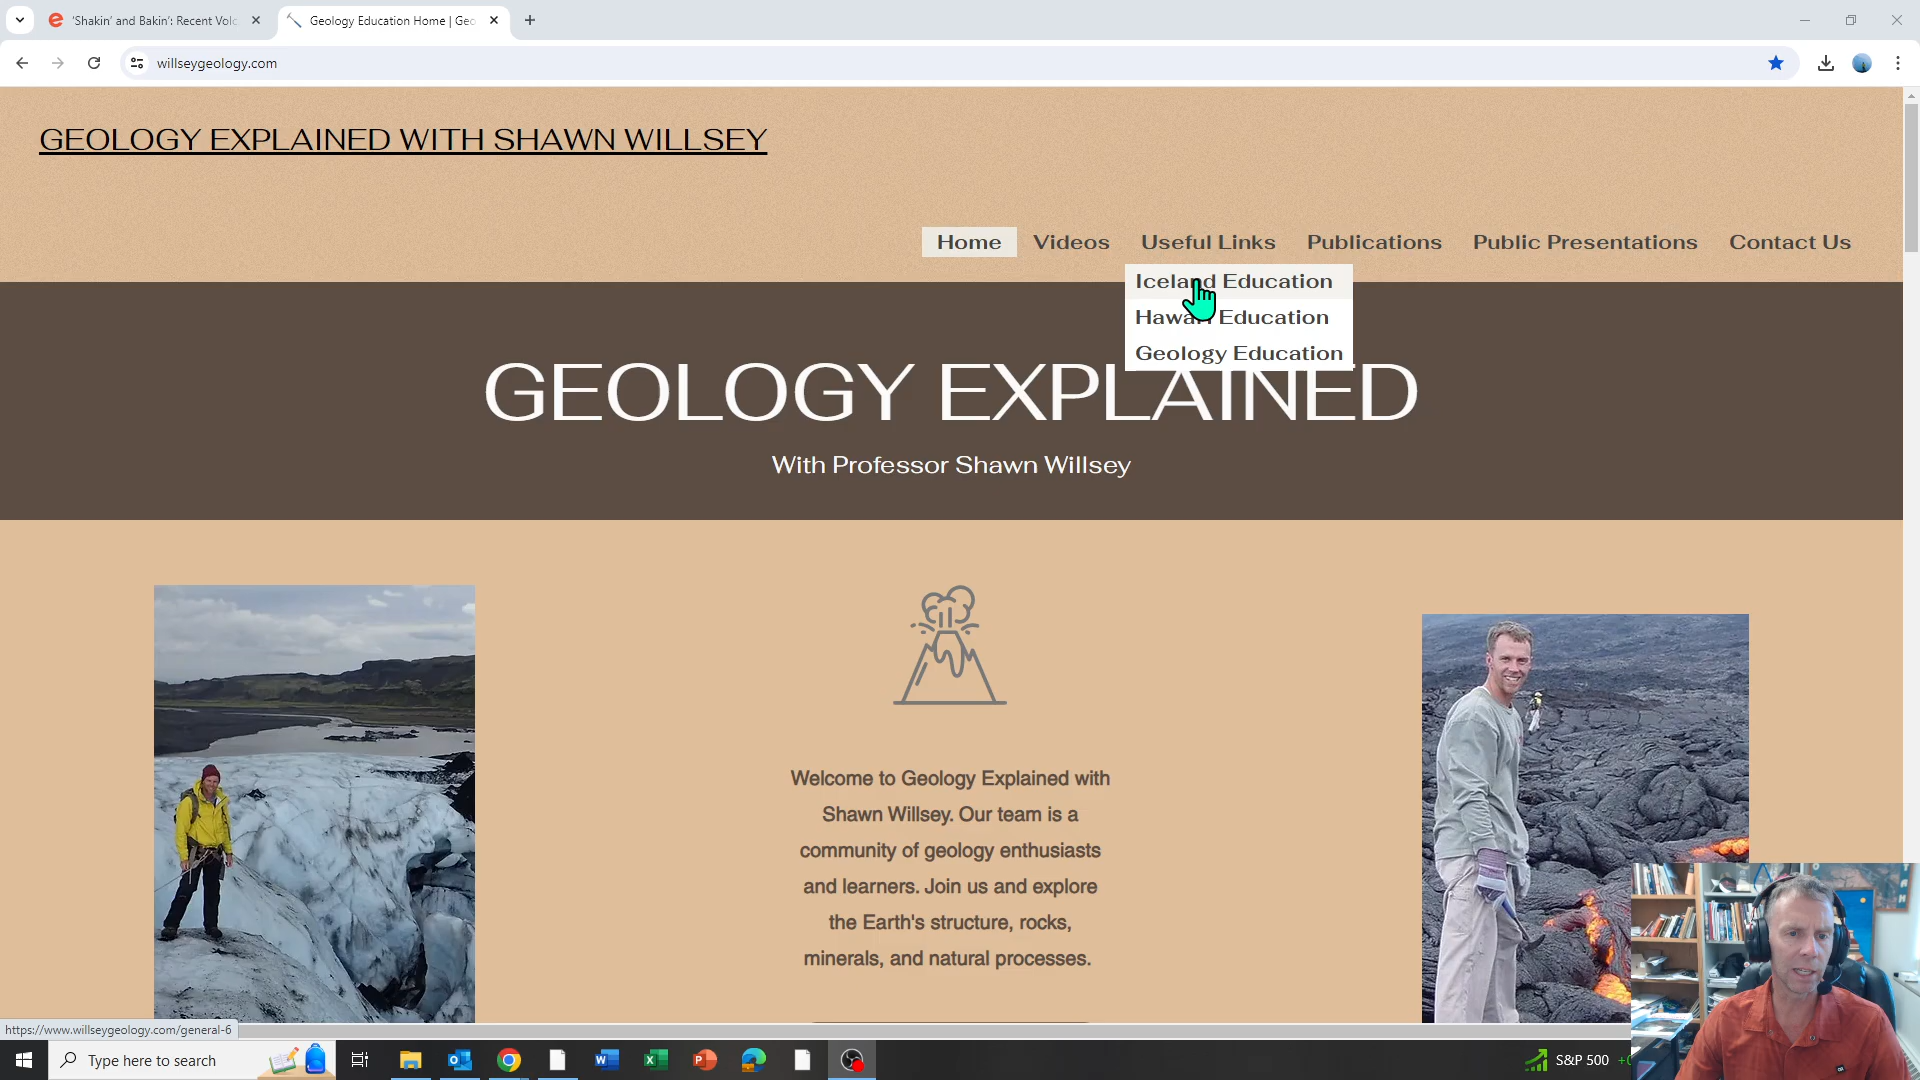 'Shakin' and Bakin': Recent Volc
Geology Education Home | Geo
willseygeology.com
GEOLOGY EXPLAINED WITH SHAWN WILLSEY
Home Videos Useful Links Publications Public Presentations Contact Us
Iceland Education
Hawai'i Education
Geology Education
GEOLOGY EXPLAINED
With Professor Shawn Willsey
Welcome to Geology Explained with
Shawn Willsey. Our team is a
community of geology enthusiasts
and learners. Join us and explore
the Earth's structure, rocks,
minerals, and natural processes.
https://www.willseygeology.com/general-6
Type here to search
S&P 500